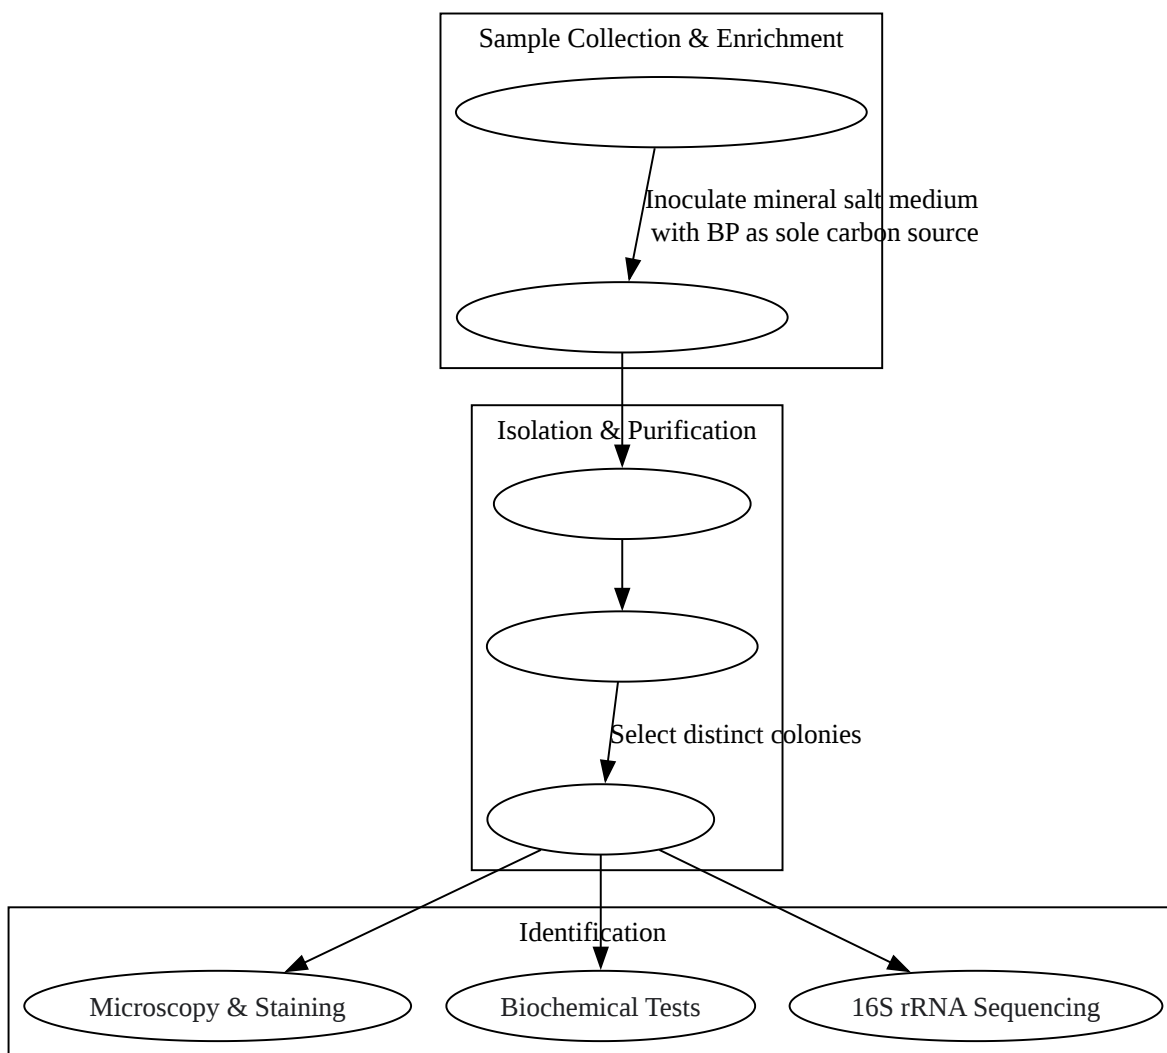 Sample Collection & Enrichment
Inoculate mineral salt medium
with BP as sole carbon source
Isolation & Purification
Select distinct colonies
Identification
Microscopy & Staining
Biochemical Tests
16S rRNA Sequencing